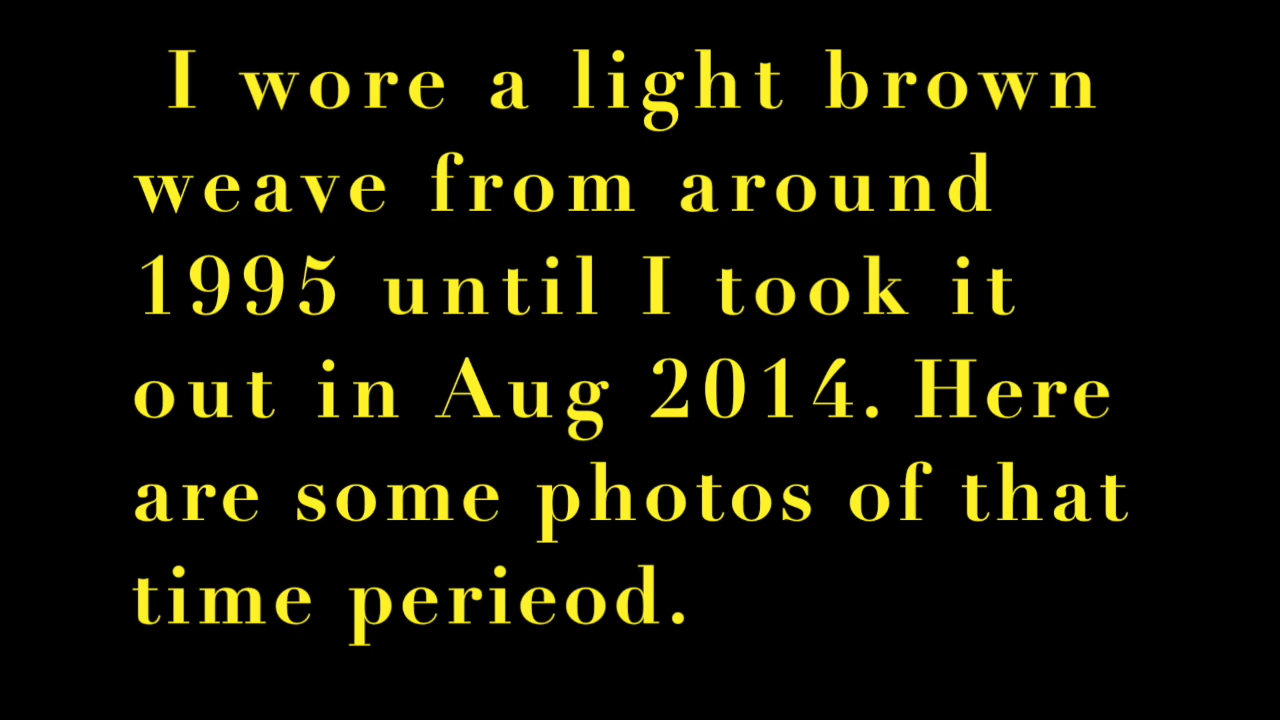 I wore a light brown
weave from around
1995 until I took it
out in Aug 2014. Here
are some photos of that
time perieod.